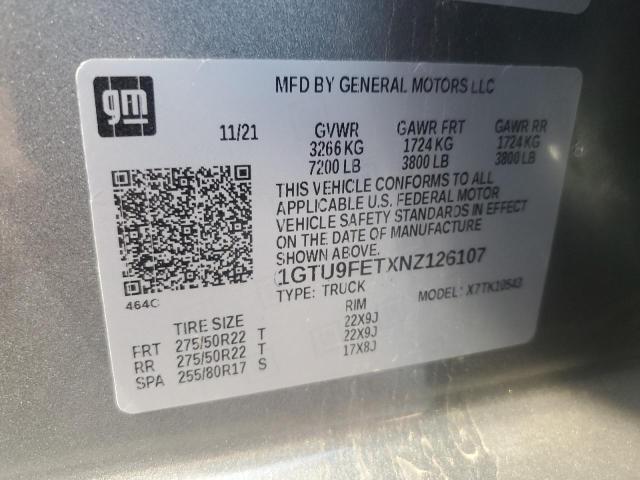 gm
MFD BY GENERAL MOTORS LLC
11/21 GVWR GAWR FRT GAWR RR
3266 KG 1724 KG 1724 KG
7200 LB 3800 LB 3800 LB
THIS VEHICLE CONFORMS TO ALL
APPLICABLE U.S. FEDERAL MOTOR
VEHICLE SAFETY STANDARDS IN EFFECT
ON THE DATE OF MANUFACTURE
SHOWN ABOVE.
1GTU9FETXNZ126107
TYPE: TRUCK MODEL: X7TK10543
464C
TIRE SIZE RIM
FRT 275/50R22 T 22X9J
RR 275/50R22 T 22X9J
SPA 255/80R17 S 17X8J